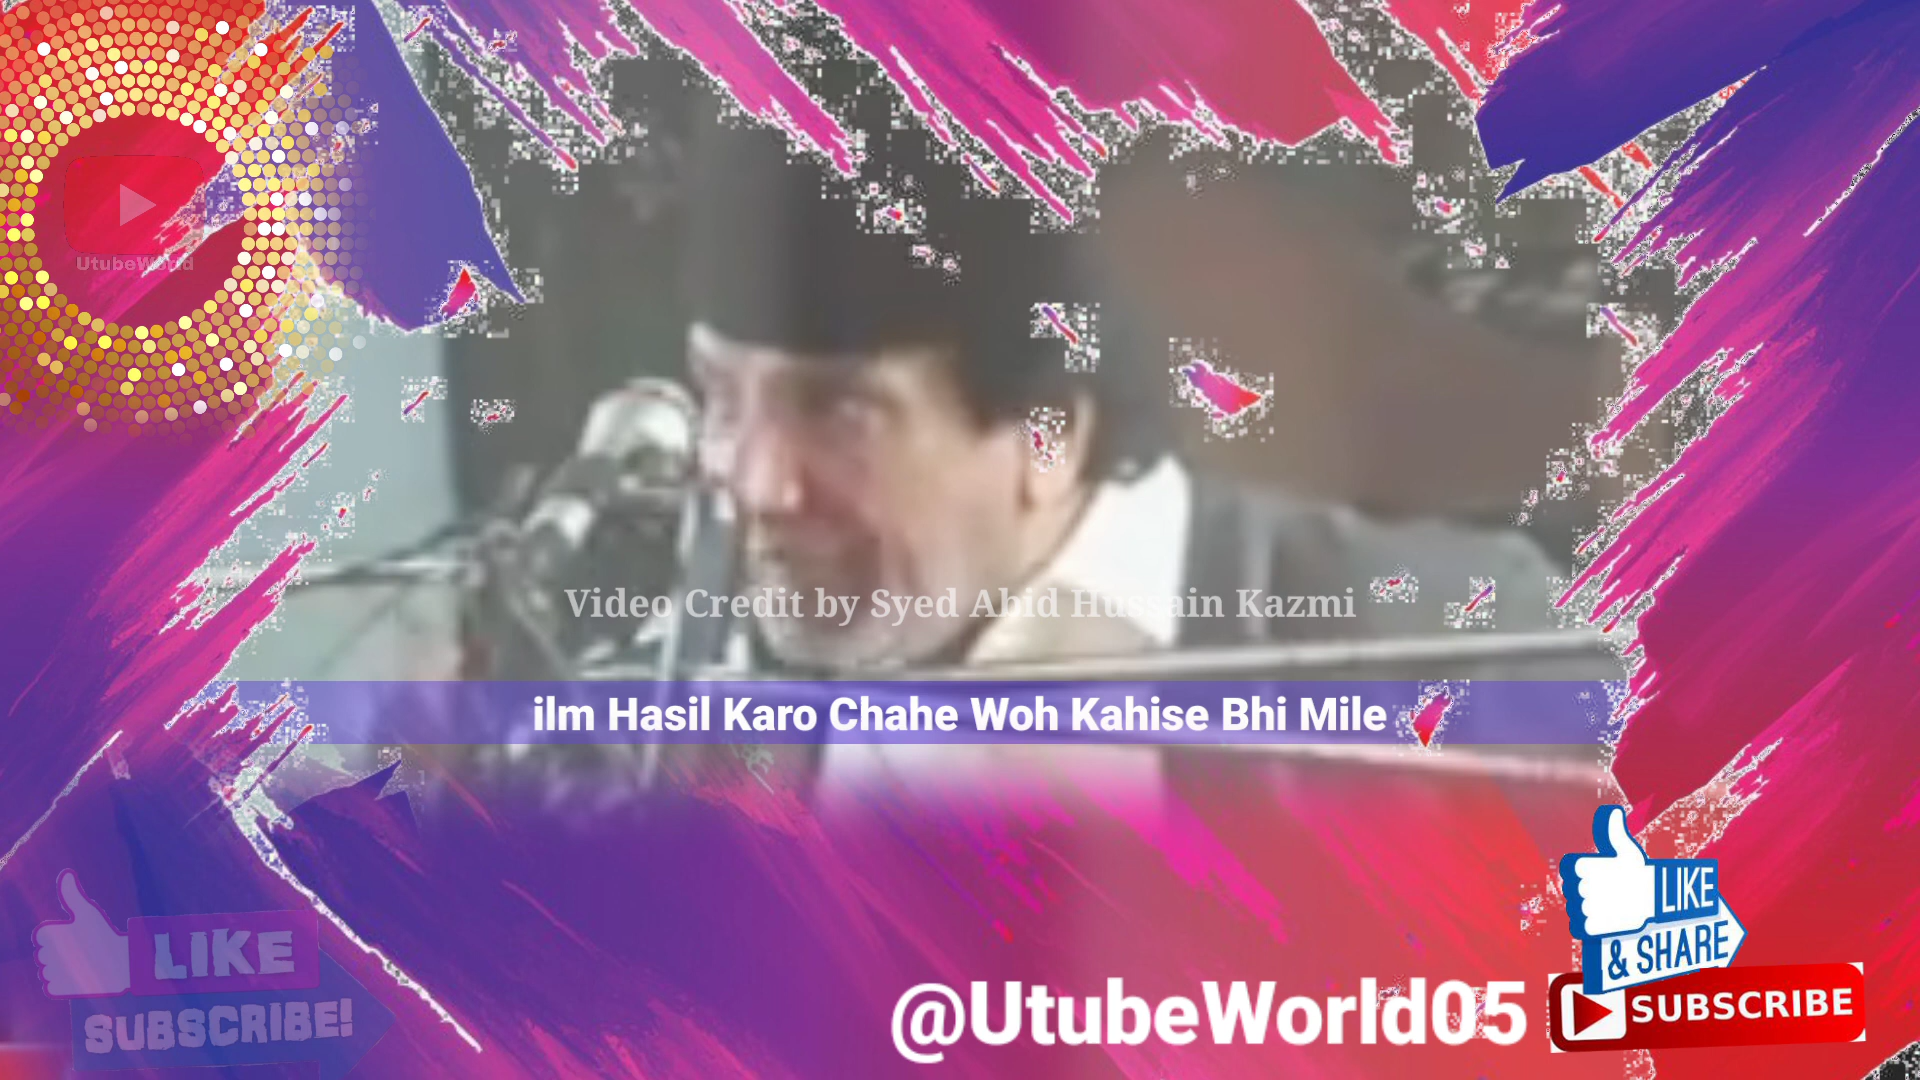 UtubeWorld
Video Credit by Syed Abid Hussain Kazmi
ilm Hasil Karo Chahe Woh Kahise Bhi Mile
LIKE
SUBSCRIBE!
LIKE
& SHARE
@UtubeWorld05
SUBSCRIBE